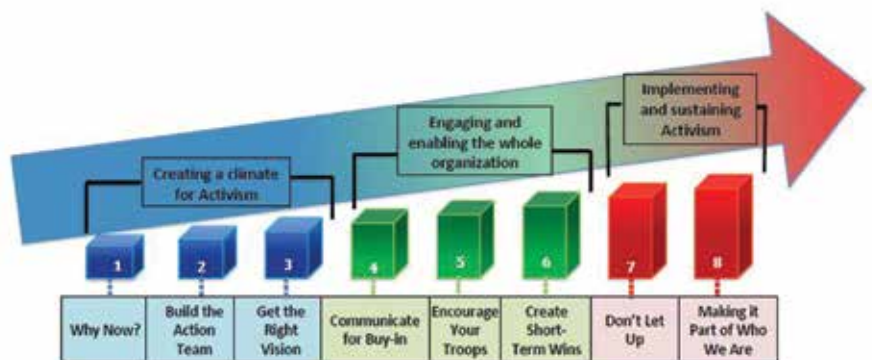 Implementing
and sustaining
Activism
Engaging and
enabling the whole
organization
Creating a climate
for Activism
1
2
3
4
5
6
7
8
Why Now?
Build the
Action
Team
Get the
Right
Vision
Communicate
for Buy-in
Encourage
Your
Troops
Create
Short-
Term Wins
Don't Let
Up
Making it
Part of Who
We Are